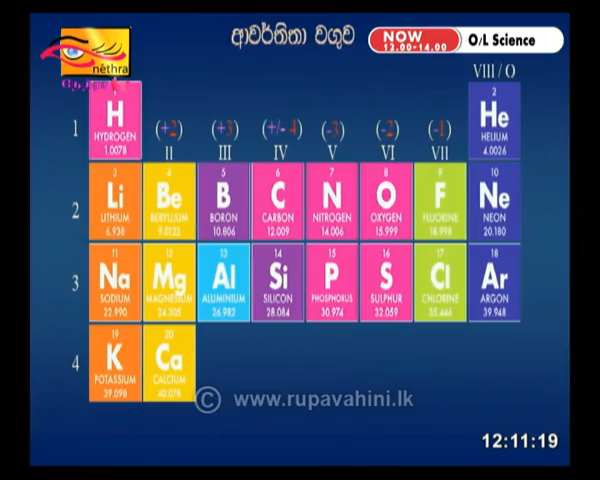 ආවර්තිතා වගුව
NOW
12.00-14.00
O/L Science
nēthra
VIII / O
1
H
HYDROGEN
1.0078
(+2)
(+3)
(+/- 4)
(-3)
(-2)
(-1)
II
III
IV
V
VI
VII
2
He
HELIUM
4.0026
2
3
Li
LITHIUM
6.938
4
Be
BERYLLIUM
9.0122
5
B
BORON
10.806
6
C
CARBON
12.009
7
N
NITROGEN
14.006
8
O
OXYGEN
15.999
9
F
FLUORINE
18.998
10
Ne
NEON
20.180
3
11
Na
SODIUM
22.990
12
Mg
MAGNESIUM
24.305
13
Al
ALUMINIUM
26.982
14
Si
SILICON
28.084
15
P
PHOSPHORUS
30.974
16
S
SULPHUR
32.059
17
Cl
CHLORINE
35.446
18
Ar
ARGON
39.948
4
19
K
POTASSIUM
39.098
20
Ca
CALCIUM
40.078
© www.rupavahini.lk
12:11:19